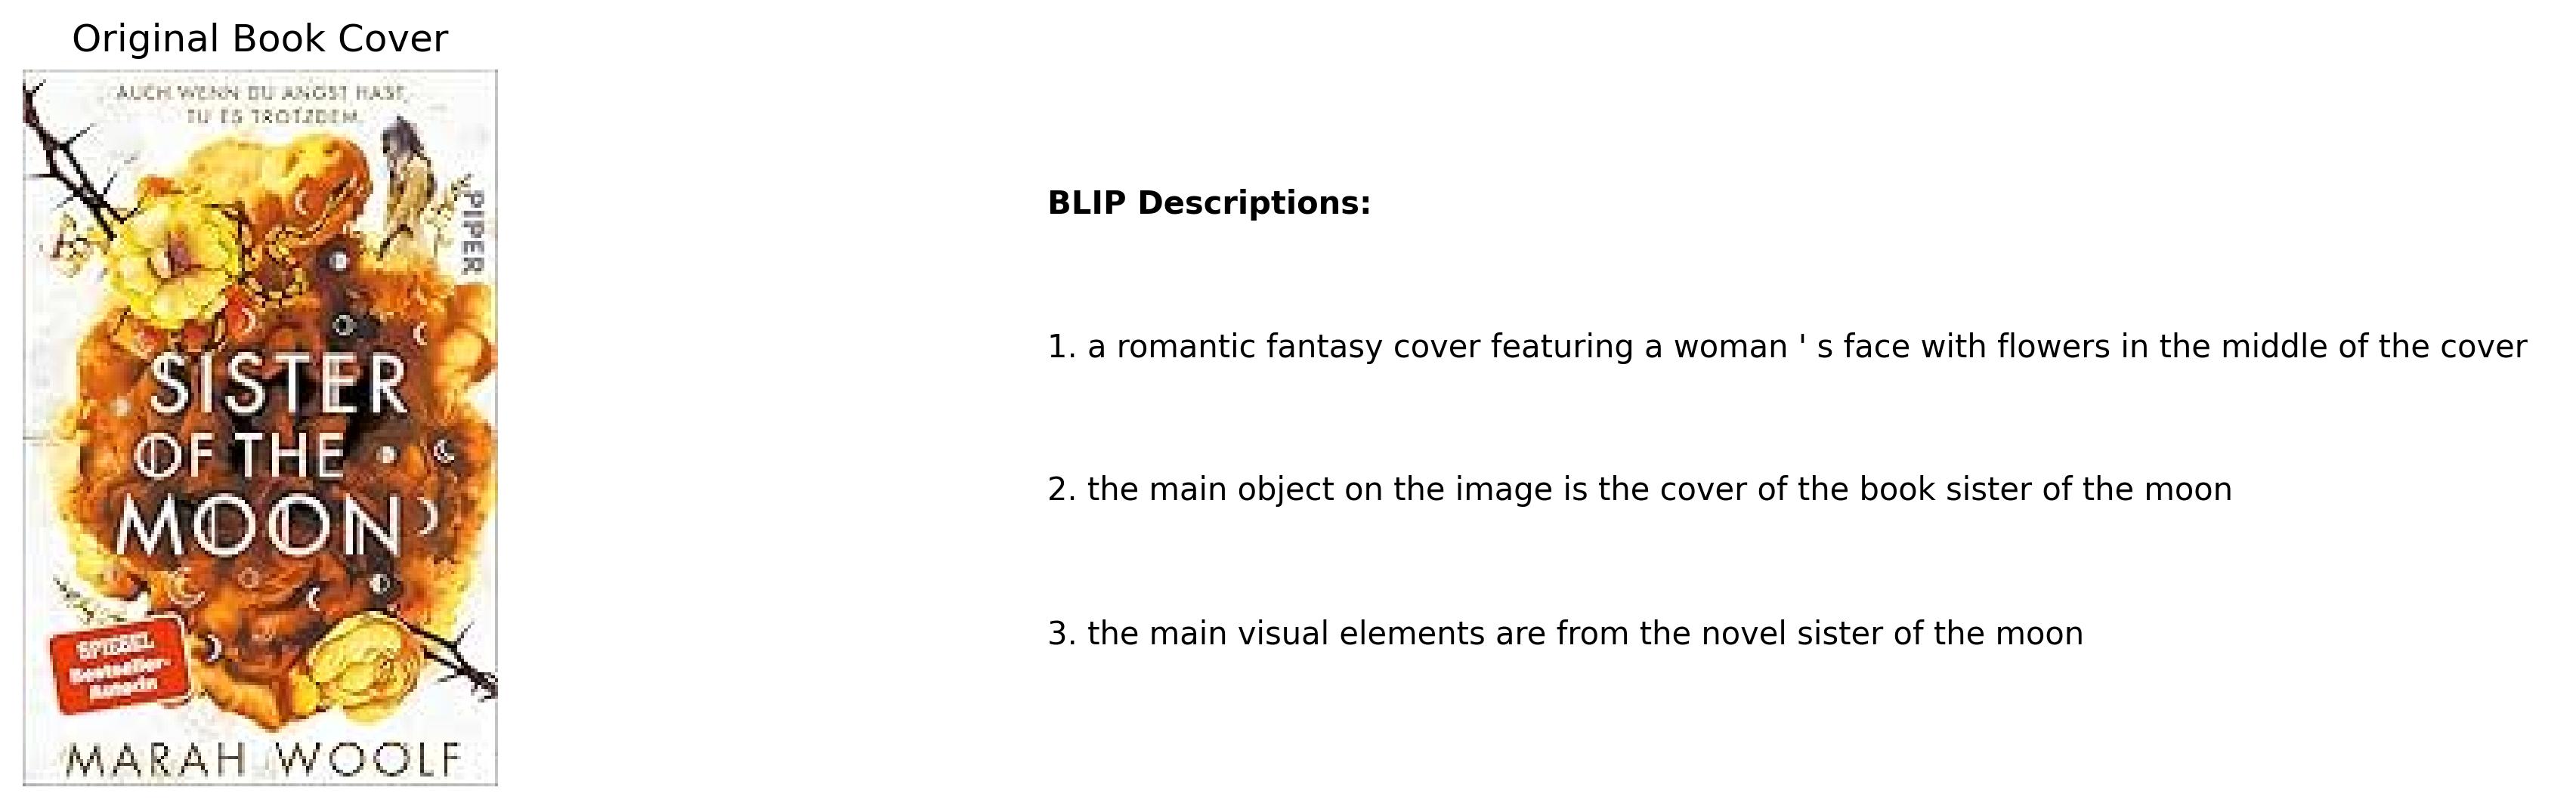 Original Book Cover
AUCH WENN DU ANGST HAST,
TU ES TROTZDEM.
PIPER
SISTER
OF THE
MOON
SPIEGEL
Bestseller-
Autorin
MARAH WOOLF
BLIP Descriptions:
1. a romantic fantasy cover featuring a woman ' s face with flowers in the middle of the cover
2. the main object on the image is the cover of the book sister of the moon
3. the main visual elements are from the novel sister of the moon